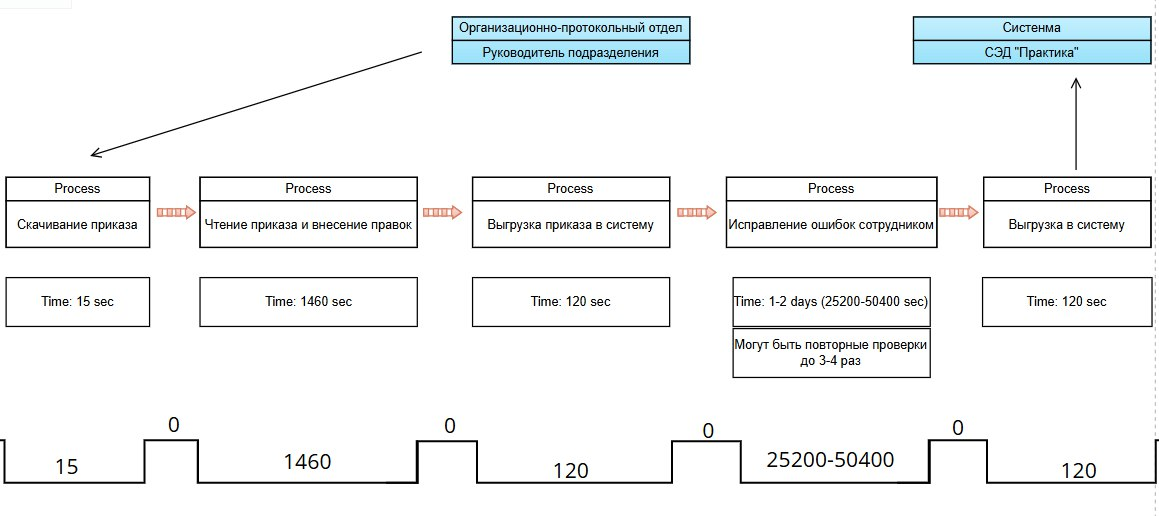 Организационно-протокольный отдел
Руководитель подразделения
Систенма
СЭД "Практика"
Process
Скачивание приказа
Process
Чтение приказа и внесение правок
Process
Выгрузка приказа в систему
Process
Исправление ошибок сотрудником
Process
Выгрузка в систему
Time: 15 sec
Time: 1460 sec
Time: 120 sec
Time: 1-2 days (25200-50400 sec)
Могут быть повторные проверки
до 3-4 раз
Time: 120 sec
0
0
0
0
15
1460
120
25200-50400
120